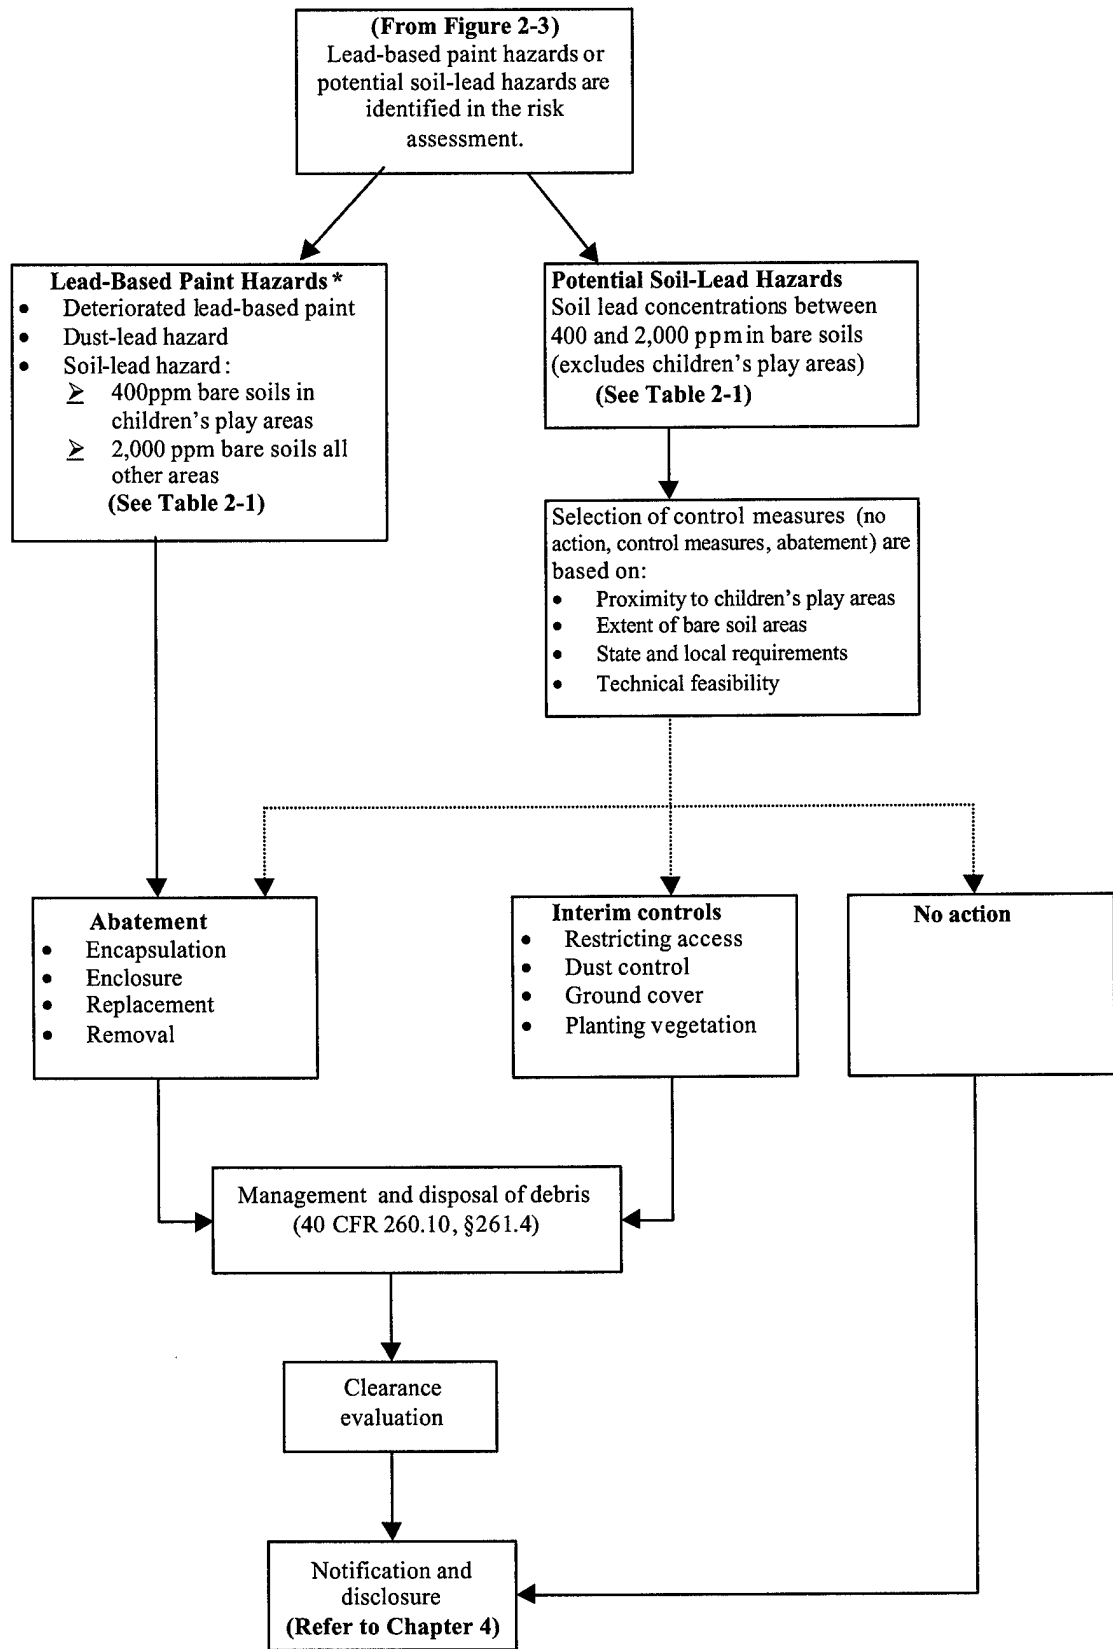 (From Figure 2-3)
Lead-based paint hazards or
potential soil-lead hazards are
identified in the risk
assessment.
Lead-Based Paint Hazards *
• Deteriorated lead-based paint
• Dust-lead hazard
• Soil-lead hazard :
≥ 400ppm bare soils in
children's play areas
≥ 2,000 ppm bare soils all
other areas
(See Table 2-1)
Potential Soil-Lead Hazards
Soil lead concentrations between
400 and 2,000 ppm in bare soils
(excludes children's play areas)
(See Table 2-1)
Selection of control measures (no
action, control measures, abatement) are
based on:
• Proximity to children's play areas
• Extent of bare soil areas
• State and local requirements
• Technical feasibility
Abatement
• Encapsulation
• Enclosure
• Replacement
• Removal
Interim controls
• Restricting access
• Dust control
• Ground cover
• Planting vegetation
No action
Management and disposal of debris
(40 CFR 260.10, §261.4)
Clearance
evaluation
Notification and
disclosure
(Refer to Chapter 4)